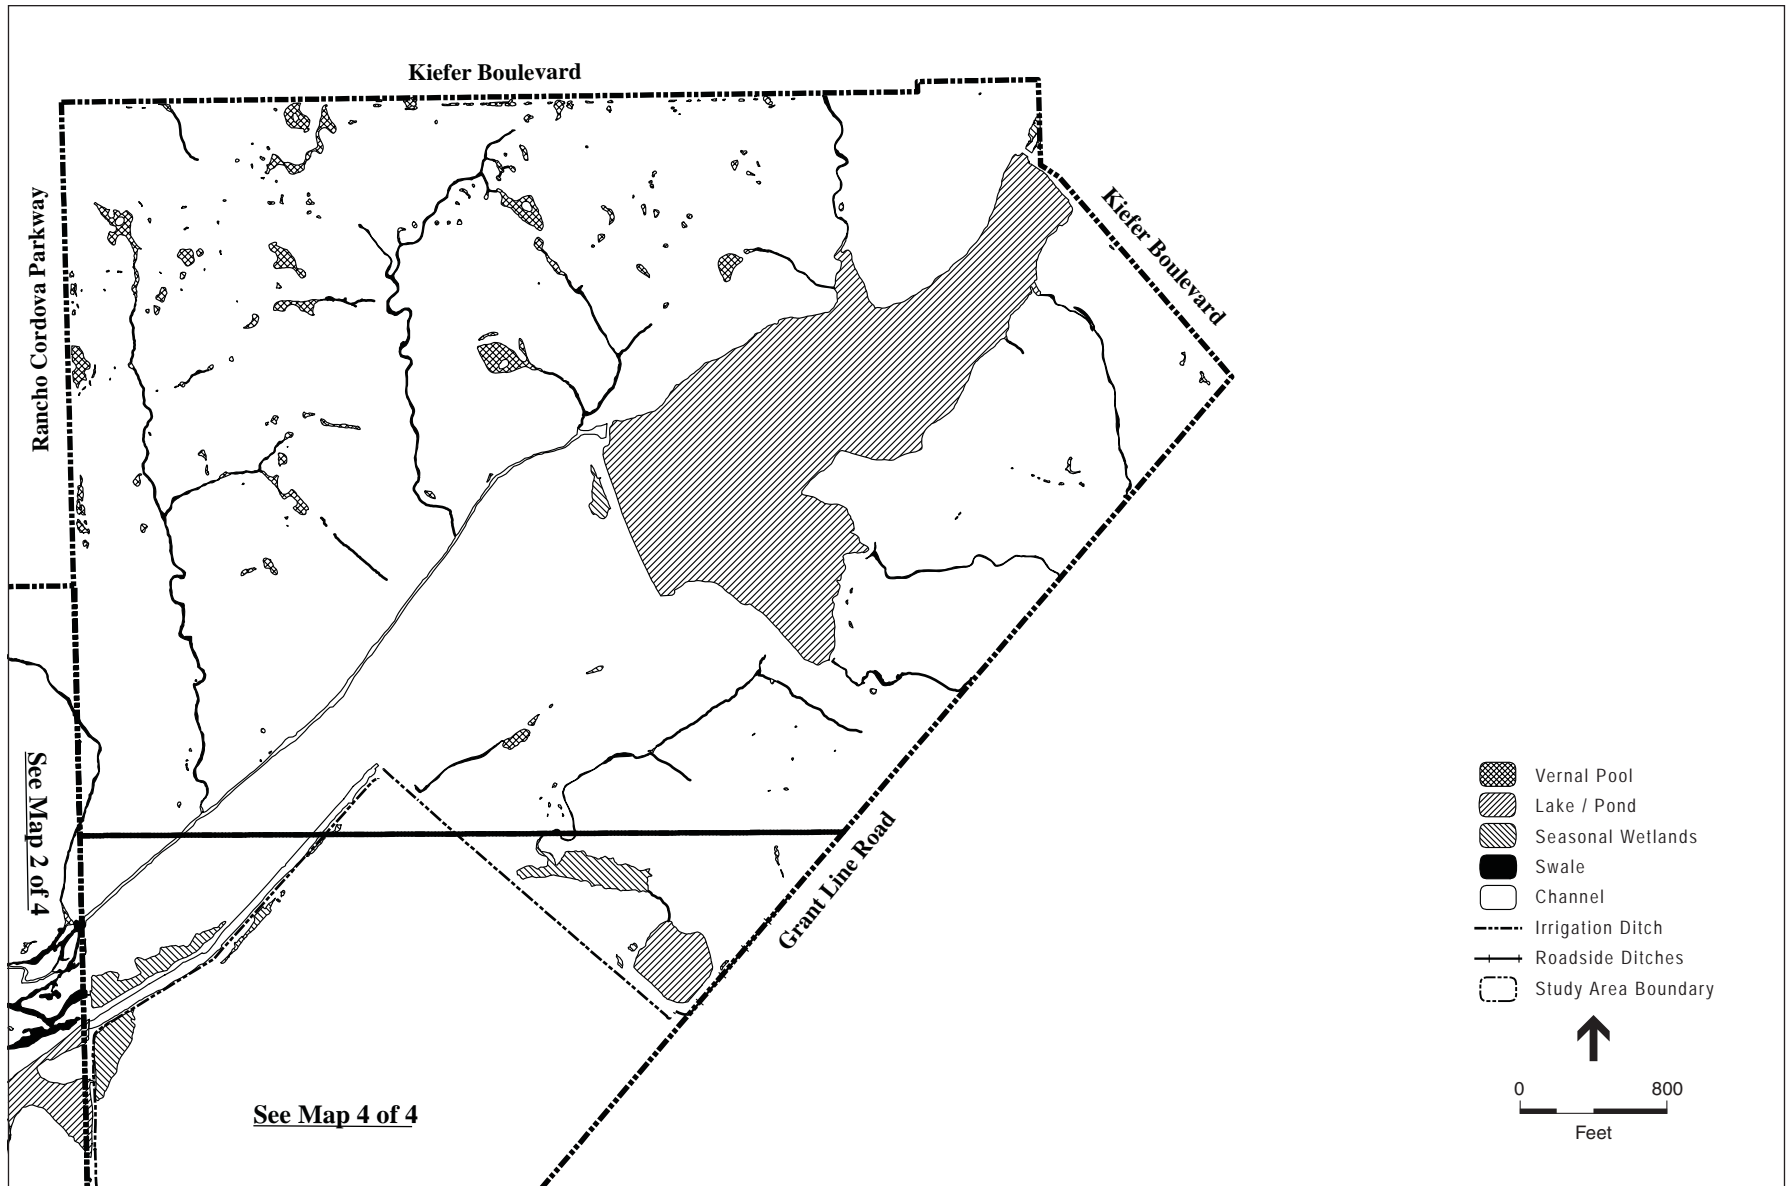 Kiefer Boulevard
Kiefer Boulevard
Rancho Cordova Parkway
See Map 2 of 4
Grant Line Road
See Map 4 of 4
Vernal Pool
Lake / Pond
Seasonal Wetlands
Swale
Channel
Irrigation Ditch
Roadside Ditches
Study Area Boundary
0 800
Feet